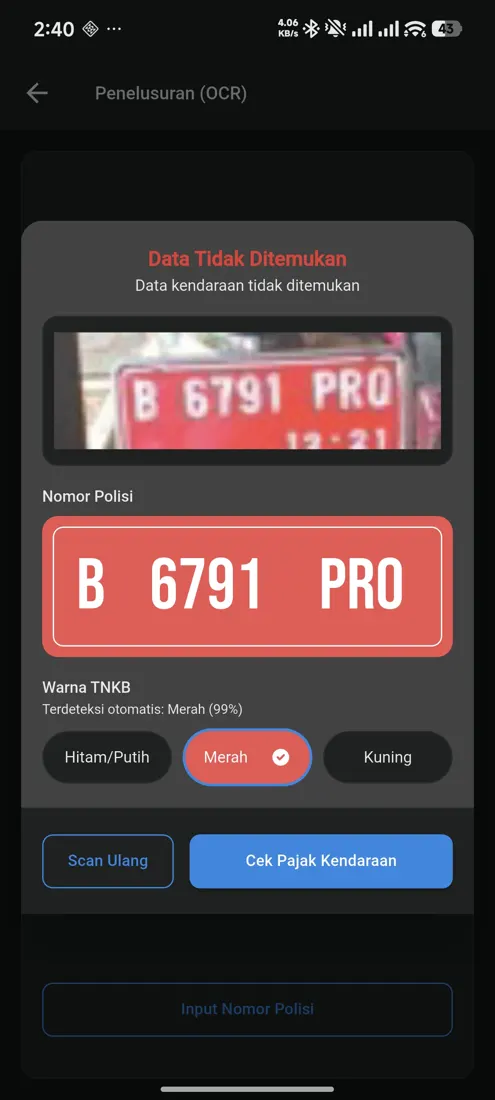 2:40 ... 4.06 KB/s 43
Penelusuran (OCR)
Data Tidak Ditemukan
Data kendaraan tidak ditemukan
B 6791 PRO
12·21
Nomor Polisi
B 6791 PRO
Warna TNKB
Terdeteksi otomatis: Merah (99%)
Hitam/Putih Merah Kuning
Scan Ulang Cek Pajak Kendaraan
Input Nomor Polisi